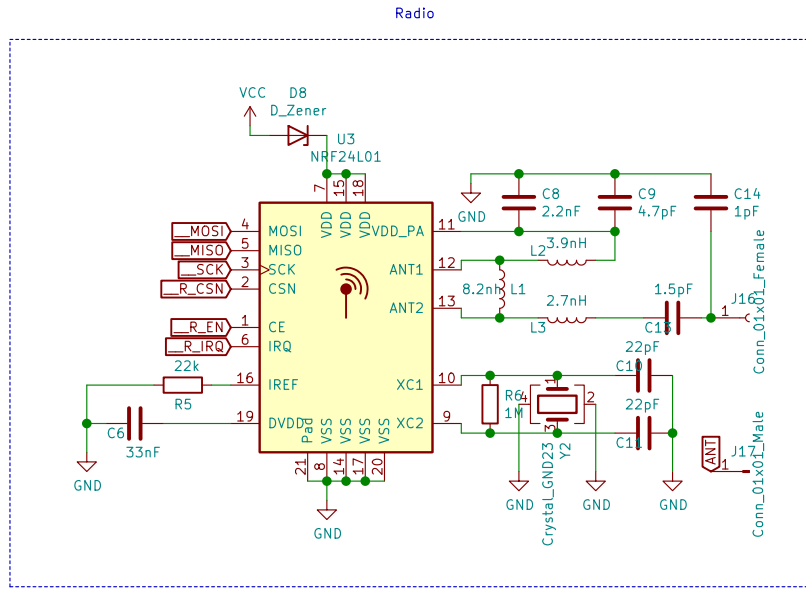 Radio
VCC
D8
D_Zener
U3
NRF24L01
7
15
18
VDD
VDD
VDD
VDD_PA
11
__MOSI
4
MOSI
__MISO
5
MISO
__SCK
3
SCK
__R_CSN
2
CSN
__R_EN
1
CE
__R_IRQ
6
IRQ
22k
R5
16
IREF
C6
33nF
19
DVDD
GND
ANT1
12
ANT2
13
XC1
10
XC2
9
Pad
VSS
VSS
VSS
VSS
21
8
14
17
20
GND
GND
C8
2.2nF
C9
4.7pF
C14
1pF
3.9nH
L2
8.2nH
L1
2.7nH
L3
1.5pF
C13
1
J16
Conn_01x01_Female
22pF
C10
22pF
C11
R6
1M
1
2
3
4
Crystal_GND23
Y2
GND
GND
GND
ANT
1
J17
Conn_01x01_Male